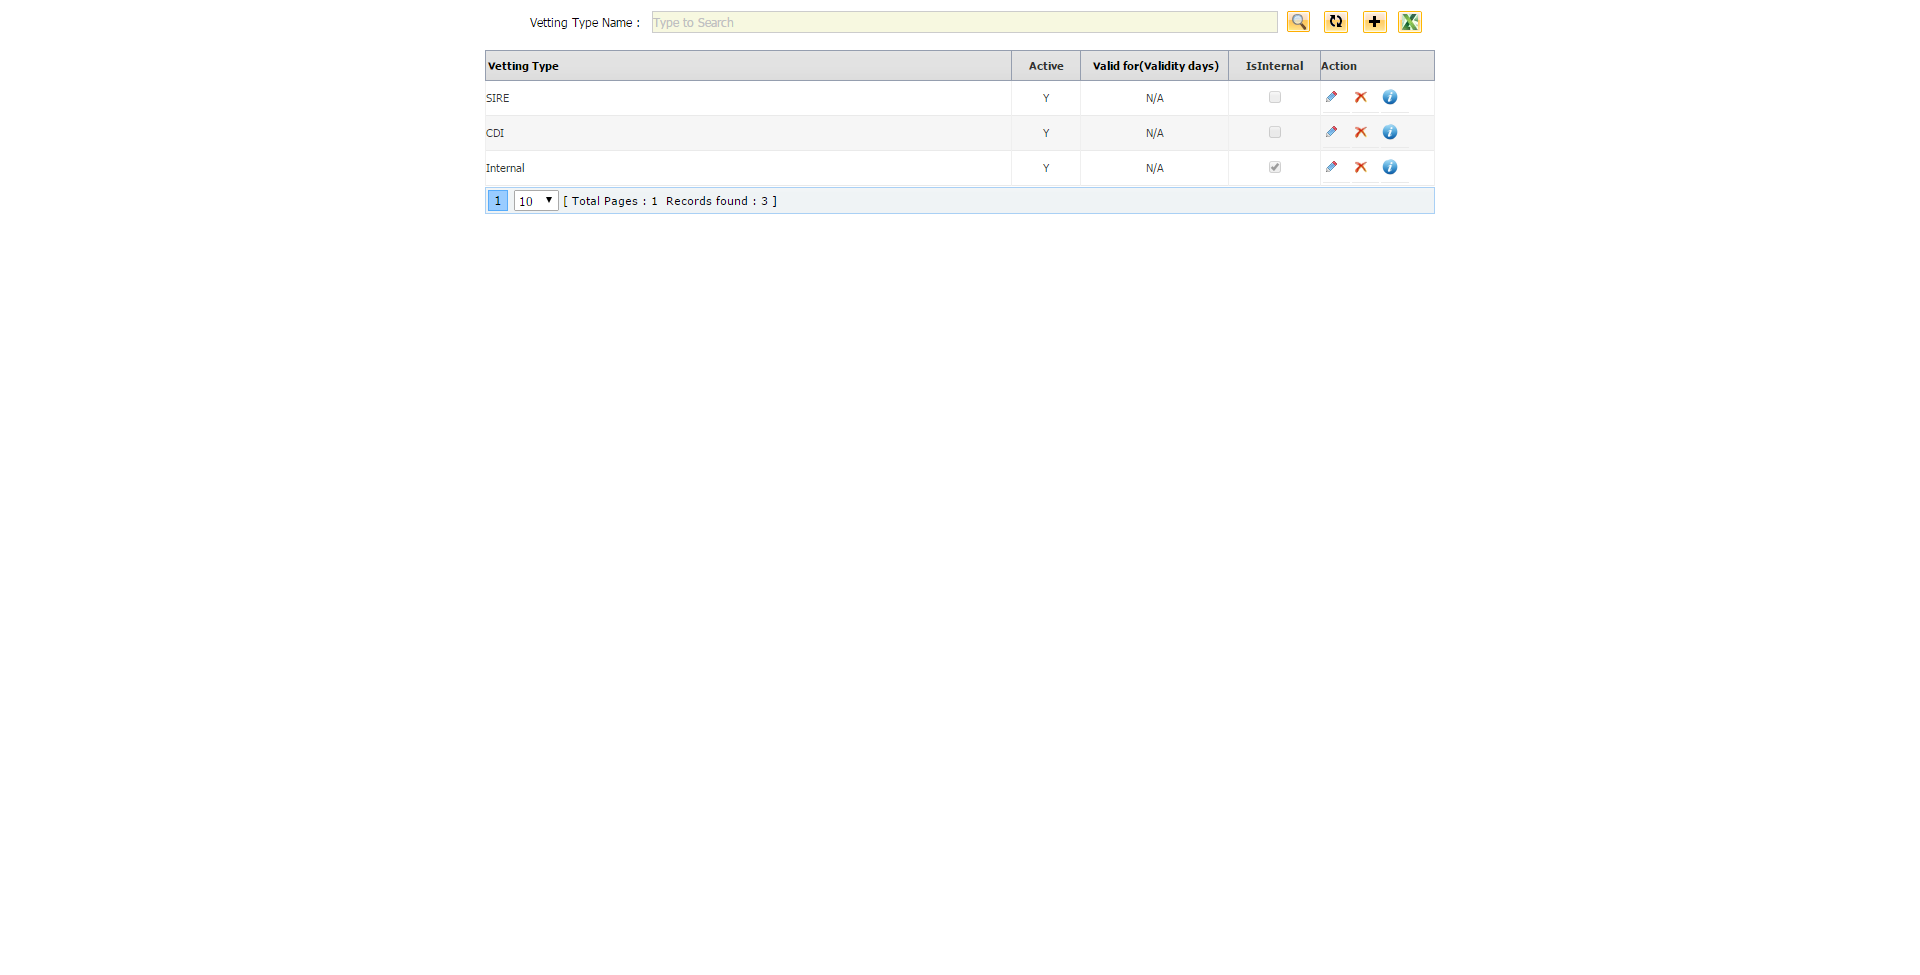 Vetting Type Name : Type to Search
Vetting Type Active Valid for(Validity days) IsInternal Action
SIRE Y N/A
CDI Y N/A
Internal Y N/A
1 10 [ Total Pages : 1 Records found : 3 ]